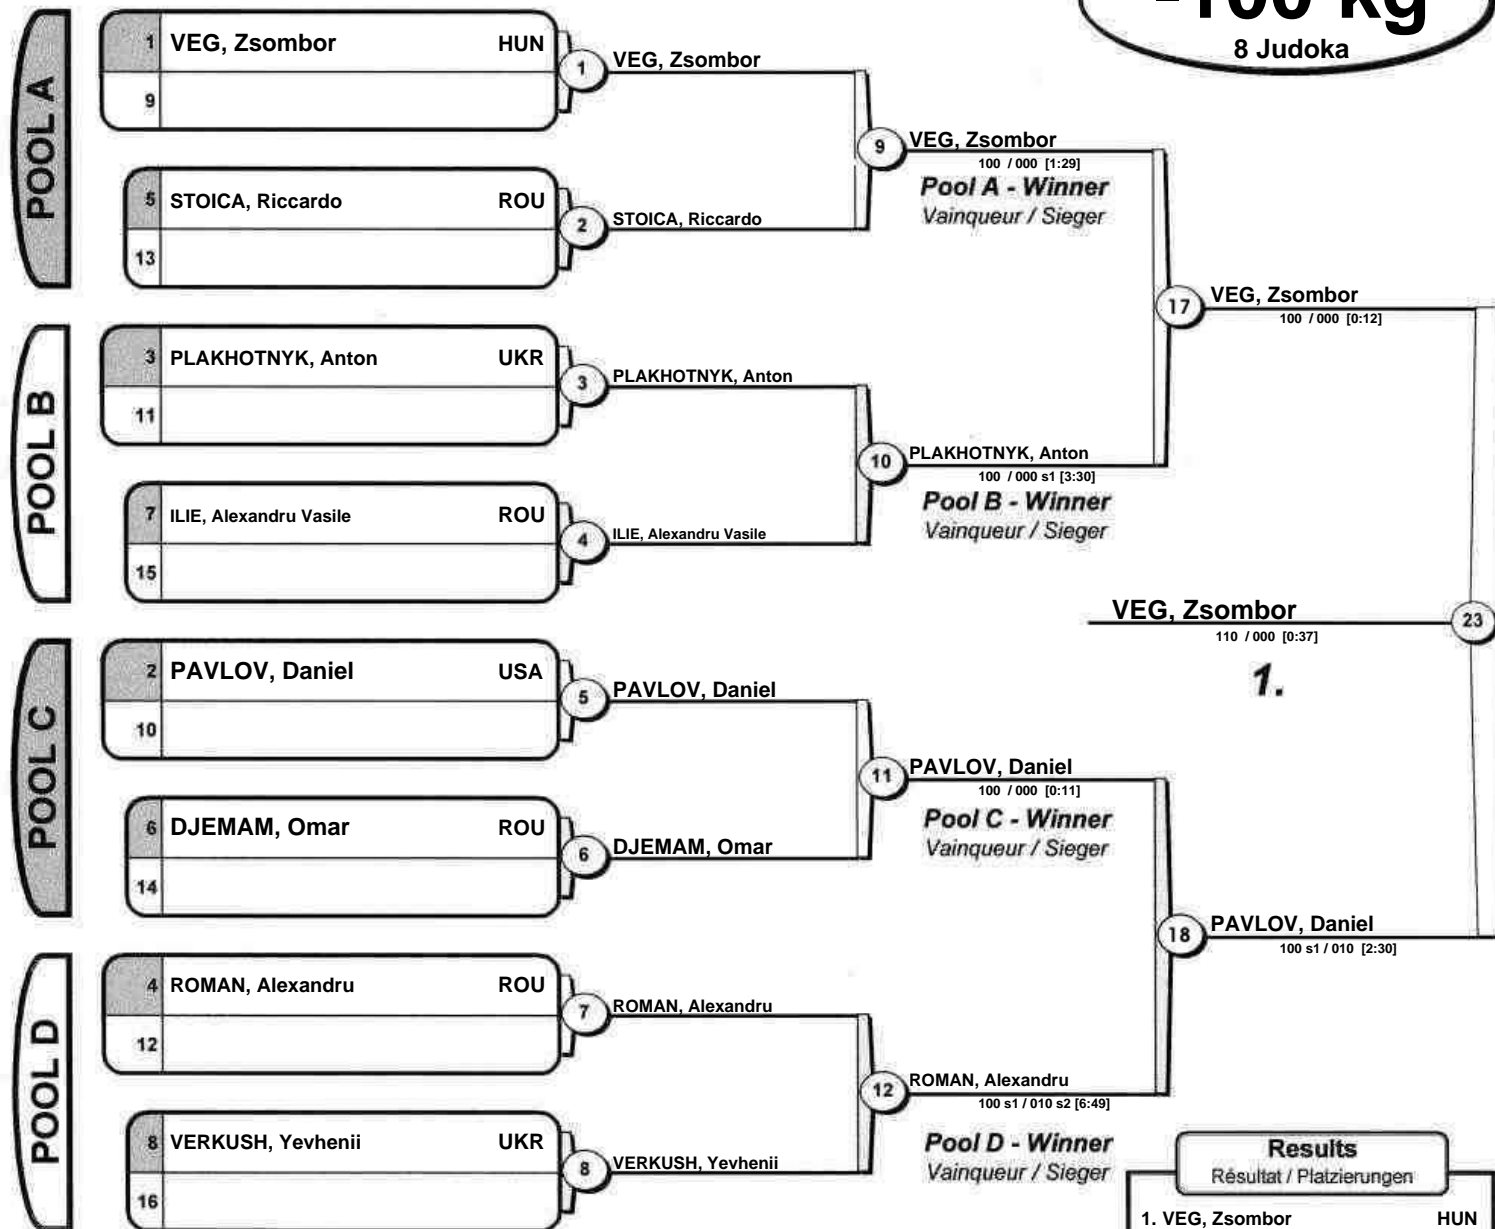 -100 kg
8 Judoka
POOL A
1 VEG, Zsombor HUN
9
1 VEG, Zsombor
5 STOICA, Riccardo ROU
13
2 STOICA, Riccardo
9 VEG, Zsombor
100 / 000 [1:29]
Pool A - Winner
Vainqueur / Sieger
POOL B
3 PLAKHOTNYK, Anton UKR
11
3 PLAKHOTNYK, Anton
7 ILIE, Alexandru Vasile ROU
15
4 ILIE, Alexandru Vasile
10 PLAKHOTNYK, Anton
100 / 000 s1 [3:30]
Pool B - Winner
Vainqueur / Sieger
17 VEG, Zsombor
100 / 000 [0:12]
VEG, Zsombor 23
110 / 000 [0:37]
1.
POOL C
2 PAVLOV, Daniel USA
10
5 PAVLOV, Daniel
6 DJEMAM, Omar ROU
14
6 DJEMAM, Omar
11 PAVLOV, Daniel
100 / 000 [0:11]
Pool C - Winner
Vainqueur / Sieger
18 PAVLOV, Daniel
100 s1 / 010 [2:30]
POOL D
4 ROMAN, Alexandru ROU
12
7 ROMAN, Alexandru
8 VERKUSH, Yevhenii UKR
16
8 VERKUSH, Yevhenii
12 ROMAN, Alexandru
100 s1 / 010 s2 [6:49]
Pool D - Winner
Vainqueur / Sieger
Results
Résultat / Platzierungen
1. VEG, Zsombor HUN